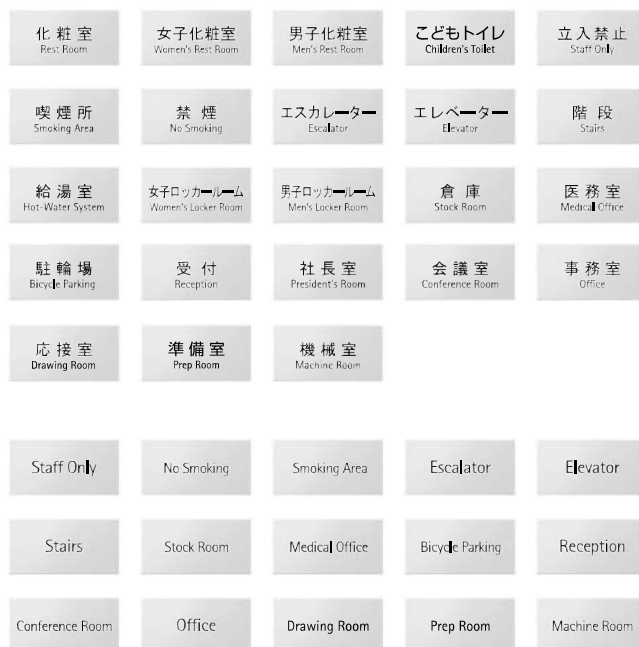 化粧室
Rest Room
女子化粧室
Women's Rest Room
男子化粧室
Men's Rest Room
こどもトイレ
Children's Toilet
立入禁止
Staff Only
喫煙所
Smoking Area
禁煙
No Smoking
エスカレーター
Escalator
エレベーター
Elevator
階段
Stairs
給湯室
Hot-Water System
女子ロッカールーム
Women's Locker Room
男子ロッカールーム
Men's Locker Room
倉庫
Stock Room
医務室
Medical Office
駐輪場
Bicycle Parking
受付
Reception
社長室
President's Room
会議室
Conference Room
事務室
Office
応接室
Drawing Room
準備室
Prep Room
機械室
Machine Room
Staff Only
No Smoking
Smoking Area
Escalator
Elevator
Stairs
Stock Room
Medical Office
Bicycle Parking
Reception
Conference Room
Office
Drawing Room
Prep Room
Machine Room